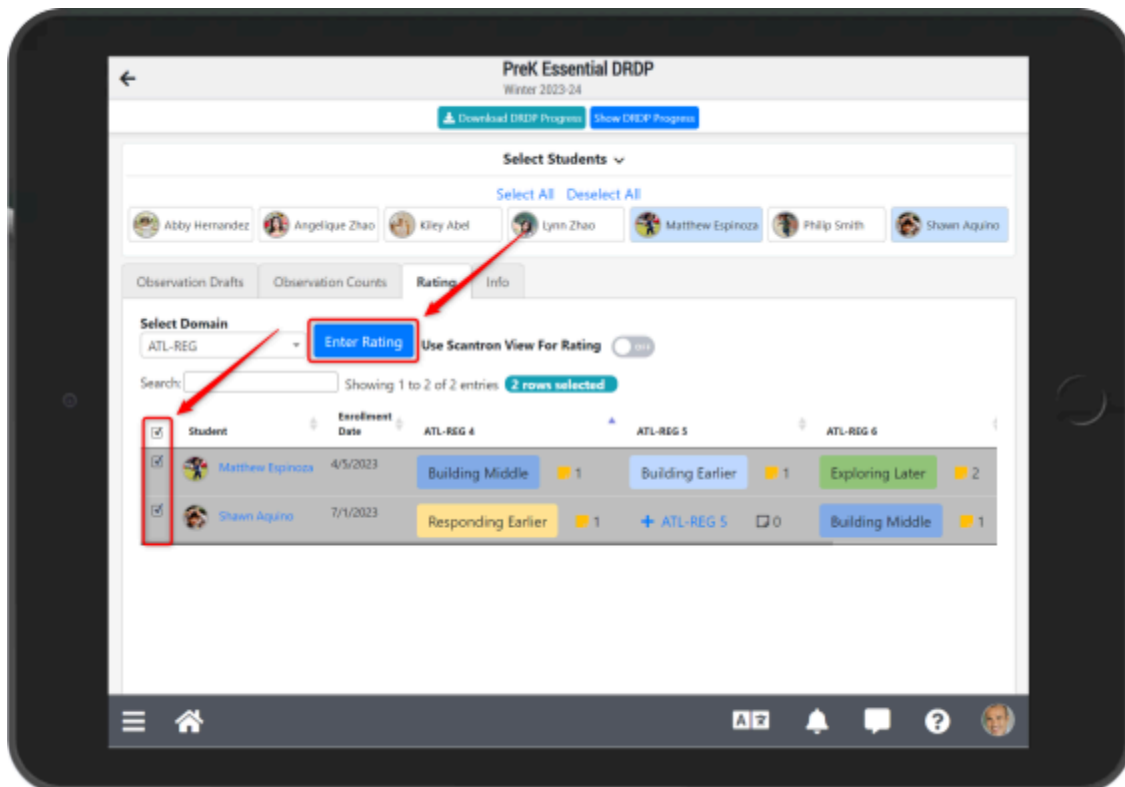 PreK Essential DRDP
Winter 2023-24
Download DRDP Progress Show DRDP Progress
Select Students
Select All Deselect All
Abby Hernandez Angelique Zhao Kiley Abel Lynn Zhao Matthew Espinoza Philip Smith Shawn Aquino
Observation Drafts Observation Counts Rating Info
Select Domain
ATL-REG Enter Rating Use Scantron View For Rating OFF
Search: Showing 1 to 2 of 2 entries 2 rows selected
Student Enrollment Date ATL-REG 4 ATL-REG 5 ATL-REG 6
Matthew Espinoza 4/5/2023 Building Middle 1 Building Earlier 1 Exploring Later 2
Shawn Aquino 7/1/2023 Responding Earlier 1 + ATL-REG 5 0 Building Middle 1
A 文 ?